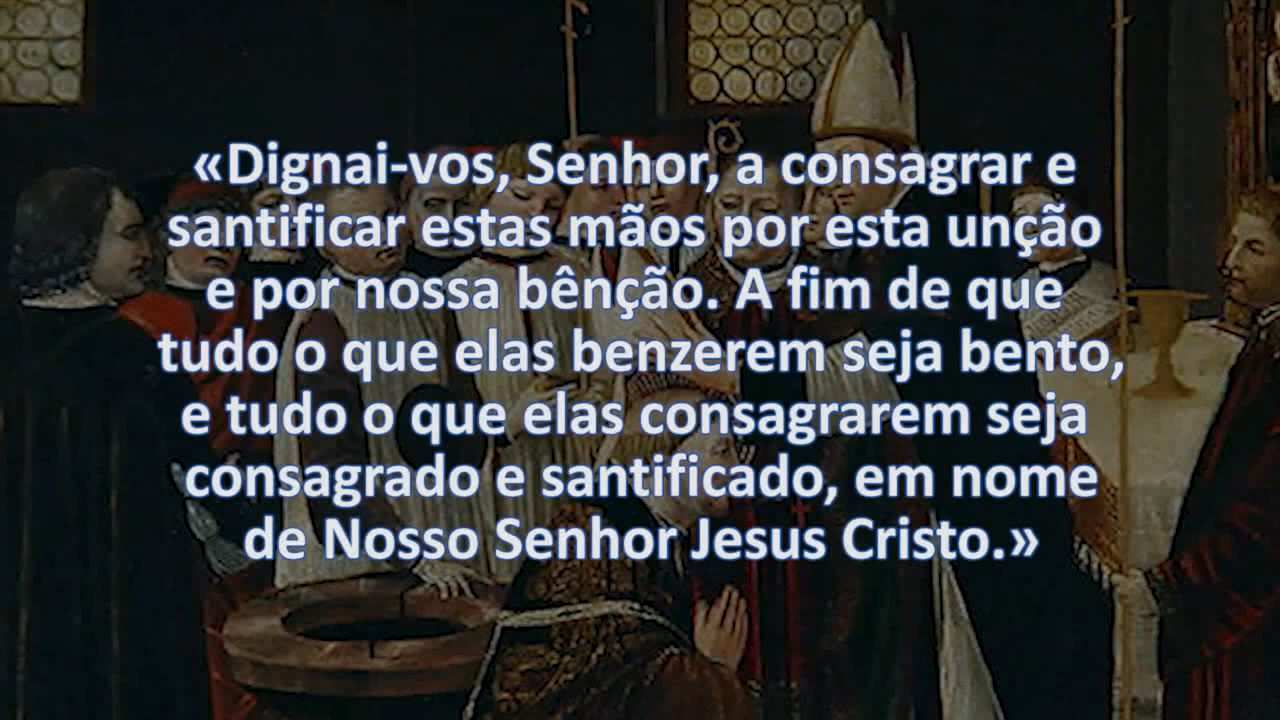 «Dignai-vos, Senhor, a consagrar e
santificar estas mãos por esta unção
e por nossa bênção. A fim de que
tudo o que elas benzerem seja bento,
e tudo o que elas consagrarem seja
consagrado e santificado, em nome
de Nosso Senhor Jesus Cristo.»